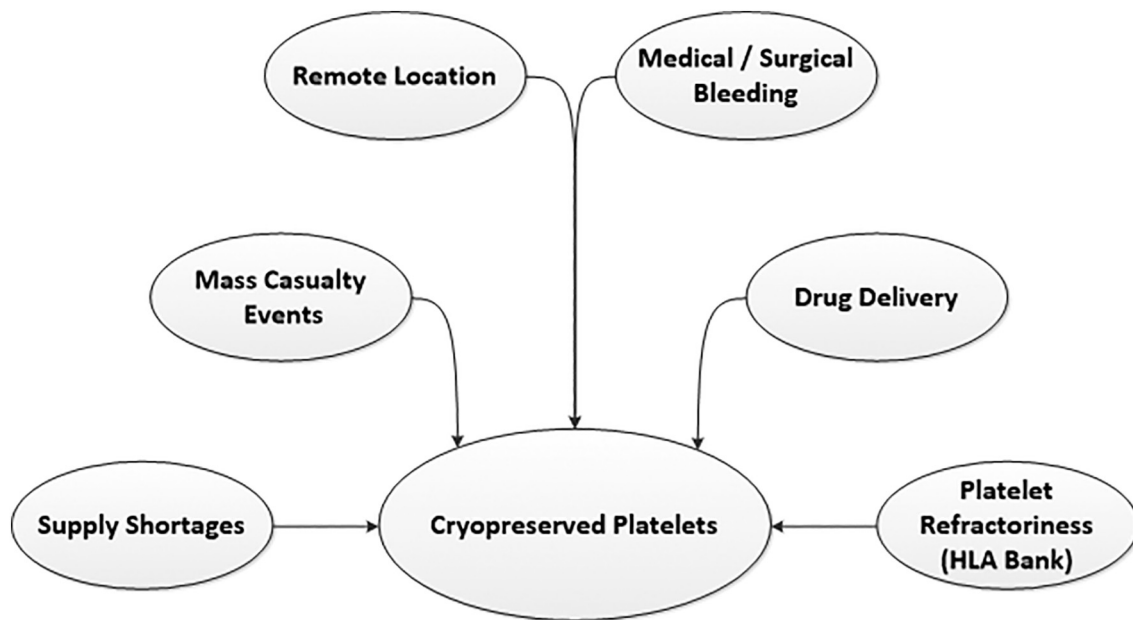 Remote Location
Medical / Surgical
Bleeding
Mass Casualty
Events
Drug Delivery
Supply Shortages
Cryopreserved Platelets
Platelet
Refractoriness
(HLA Bank)